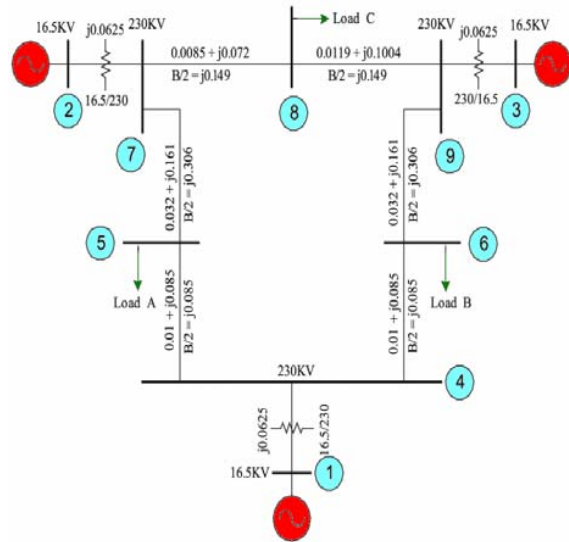 16.5KV
j0.0625
230KV
0.0085 + j0.072
Load C
0.0119 + j0.1004
j0.0625
16.5KV
B/2 = j0.149
B/2 = j0.149
16.5/230
230/16.5
2
8
3
7
9
0.032 + j0.161
B/2 = j0.306
0.032 + j0.161
B/2 = j0.306
5
6
Load A
0.01 + j0.085
B/2 = j0.085
0.01 + j0.085
B/2 = j0.085
Load B
230KV
4
j0.0625
16.5/230
16.5KV
1